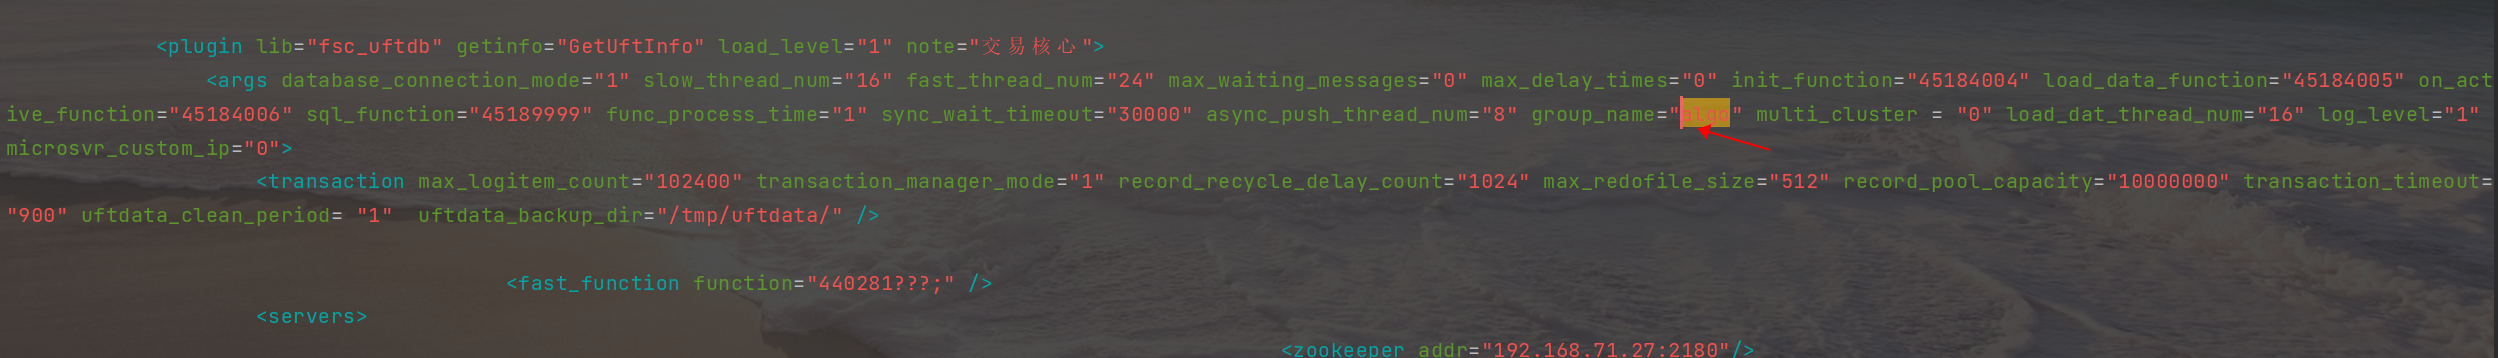 <plugin lib="fsc_uftdb" getinfo="GetUftInfo" load_level="1" note="交易核心">
<args database_connection_mode="1" slow_thread_num="16" fast_thread_num="24" max_waiting_messages="0" max_delay_times="0" init_function="45184004" load_data_function="45184005" on_act
ive_function="45184006" sql_function="45189999" func_process_time="1" sync_wait_timeout="30000" async_push_thread_num="8" group_name="" multi_cluster = "0" load_dat_thread_num="16" log_level="1"
microsvr_custom_ip="0">
<transaction max_logitem_count="102400" transaction_manager_mode="1" record_recycle_delay_count="1024" max_redofile_size="512" record_pool_capacity="10000000" transaction_timeout=
"900" uftdata_clean_period= "1"  uftdata_backup_dir="/tmp/uftdata/" />
<fast_function function="440281???;" />
<servers>
<zookeeper addr="192.168.71.27:2180"/>